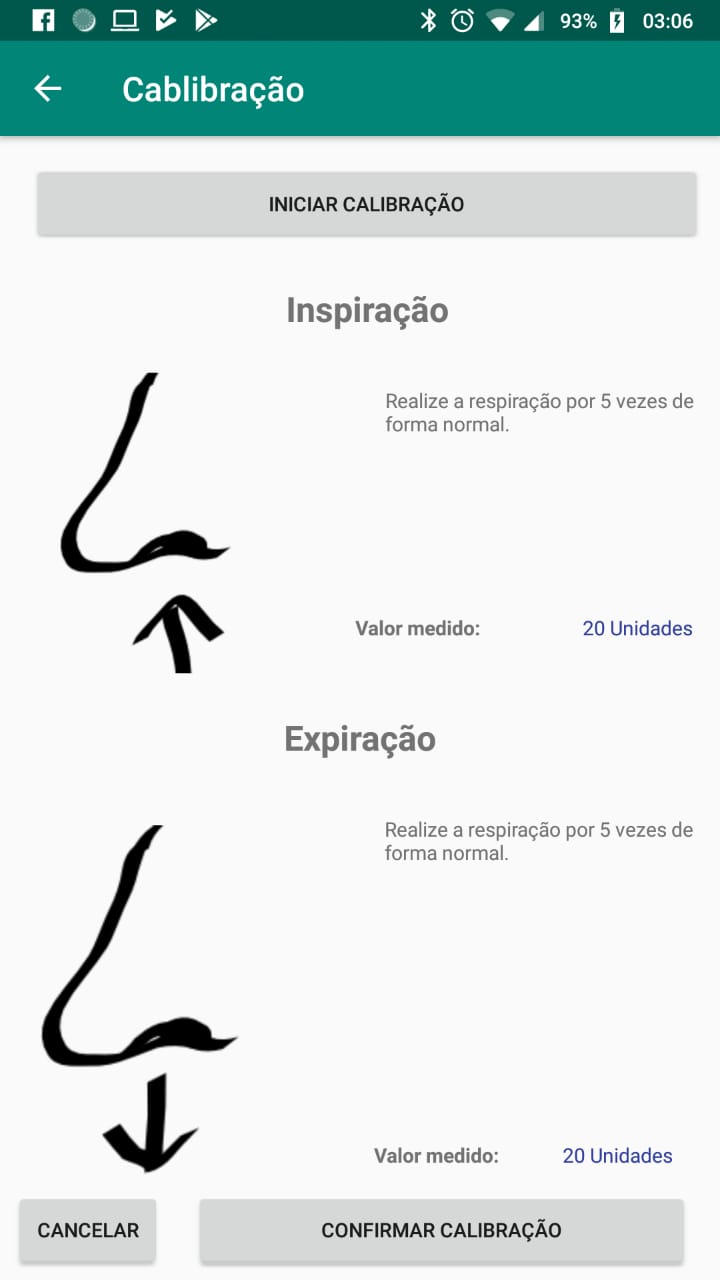 93% 03:06
Cablibração
INICIAR CALIBRAÇÃO
Inspiração
Realize a respiração por 5 vezes de
forma normal.
Valor medido: 20 Unidades
Expiração
Realize a respiração por 5 vezes de
forma normal.
Valor medido: 20 Unidades
CANCELAR CONFIRMAR CALIBRAÇÃO